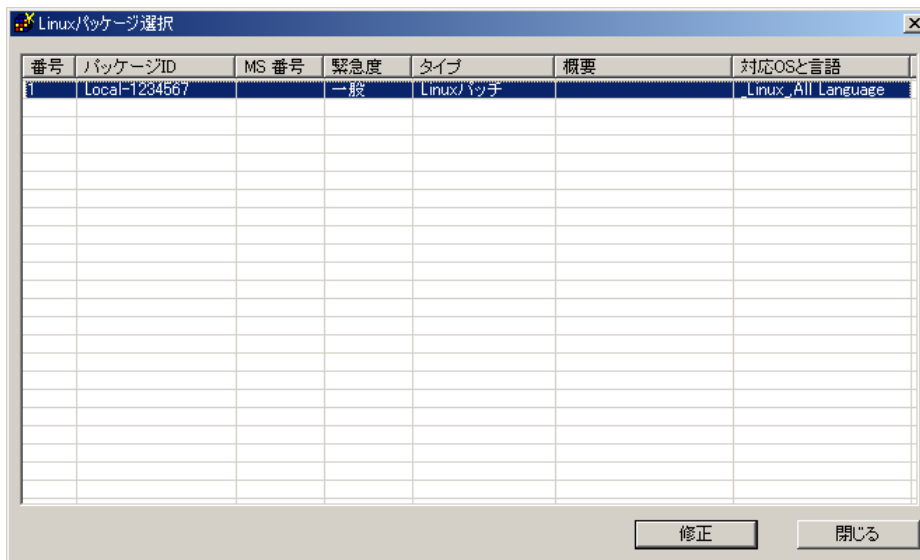 Linuxパッケージ選択
番号 パッケージID MS 番号 緊急度 タイプ 概要 対応OSと言語
1 Local-1234567 一般 Linuxパッチ _Linux_All Language
修正 閉じる